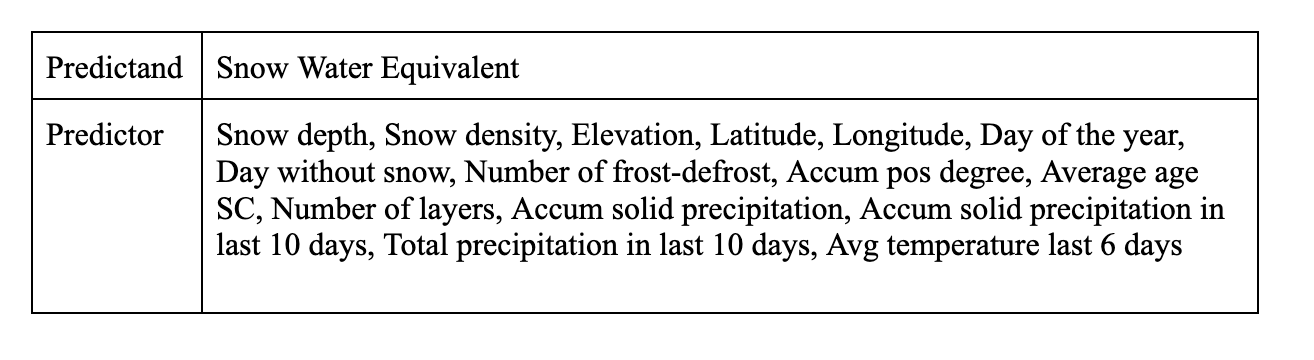 Predictand Snow Water Equivalent
Predictor Snow depth, Snow density, Elevation, Latitude, Longitude, Day of the year,
Day without snow, Number of frost-defrost, Accum pos degree, Average age
SC, Number of layers, Accum solid precipitation, Accum solid precipitation in
last 10 days, Total precipitation in last 10 days, Avg temperature last 6 days